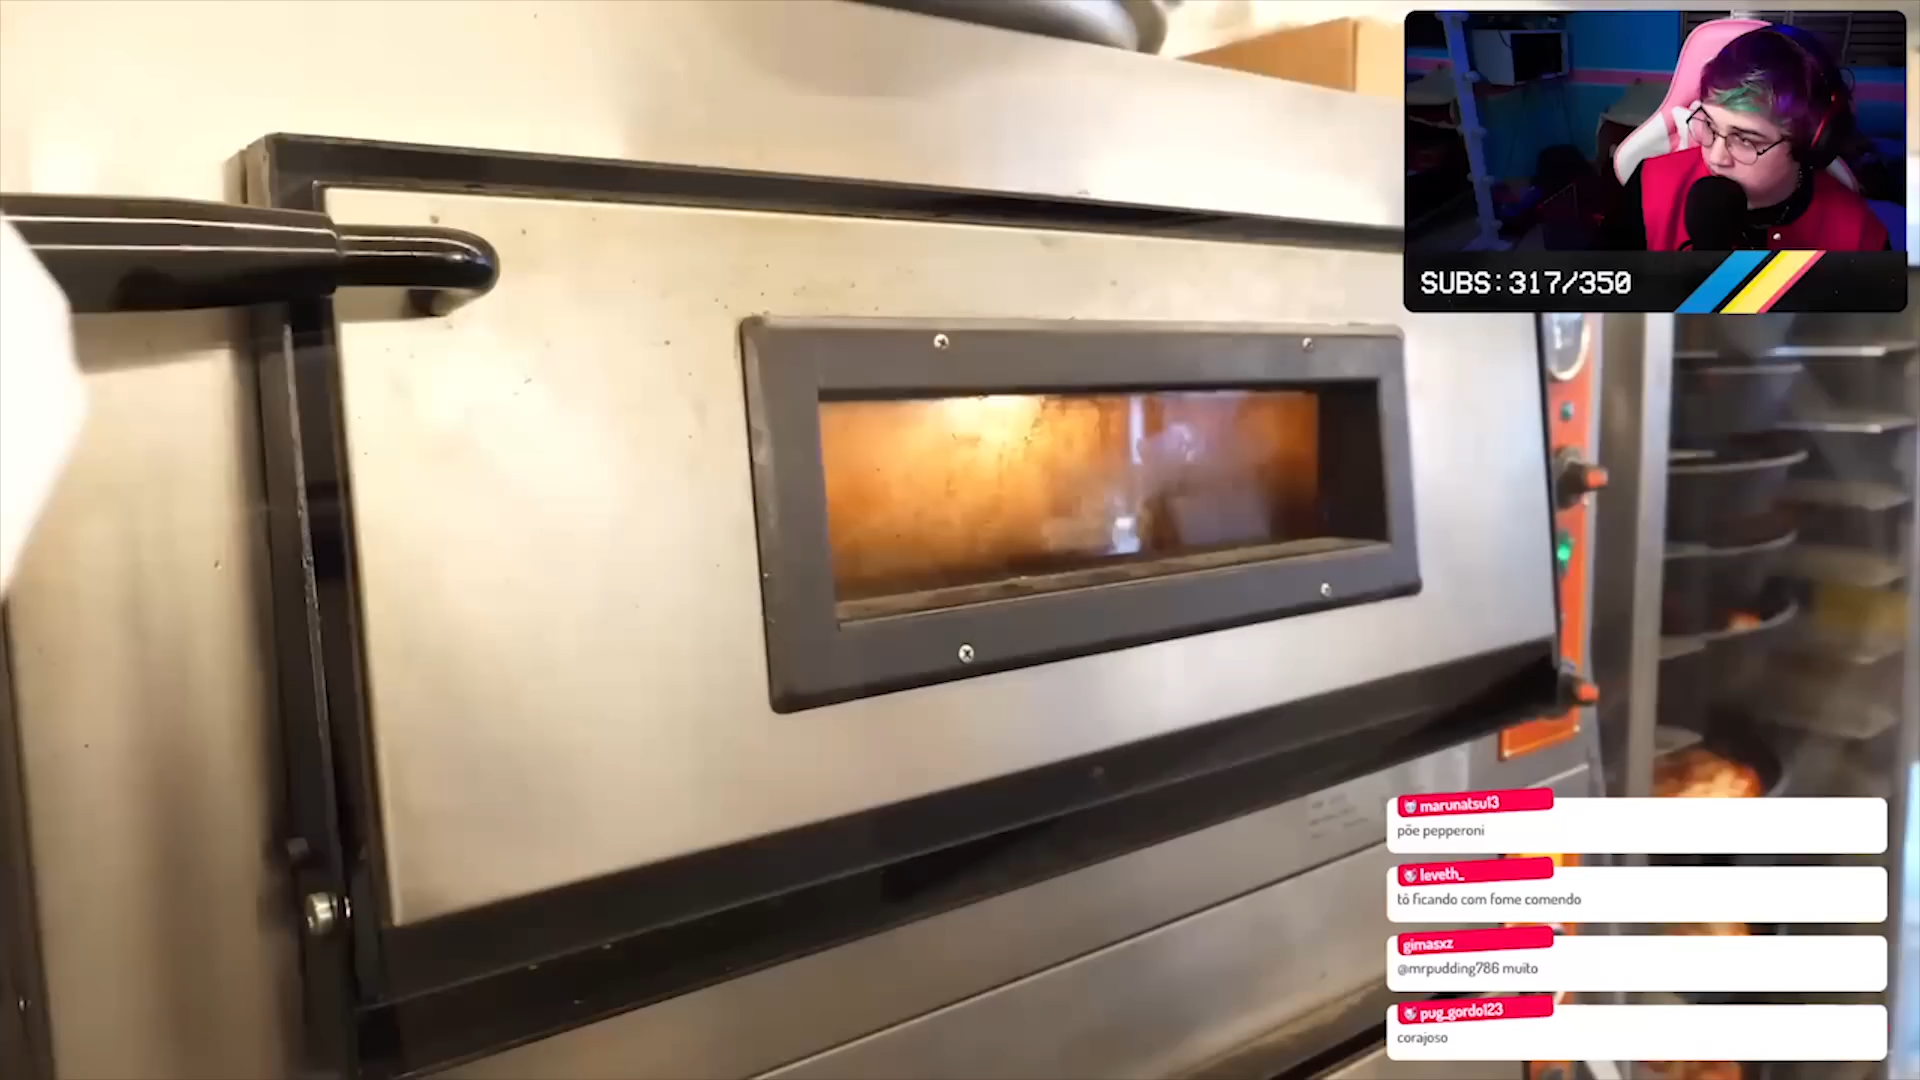 SUBS:317/350
marunatsu13
põe pepperoni
leveth_
tô ficando com fome comendo
gimasxz
@mrpudding786 muito
pug_gordo123
corajoso